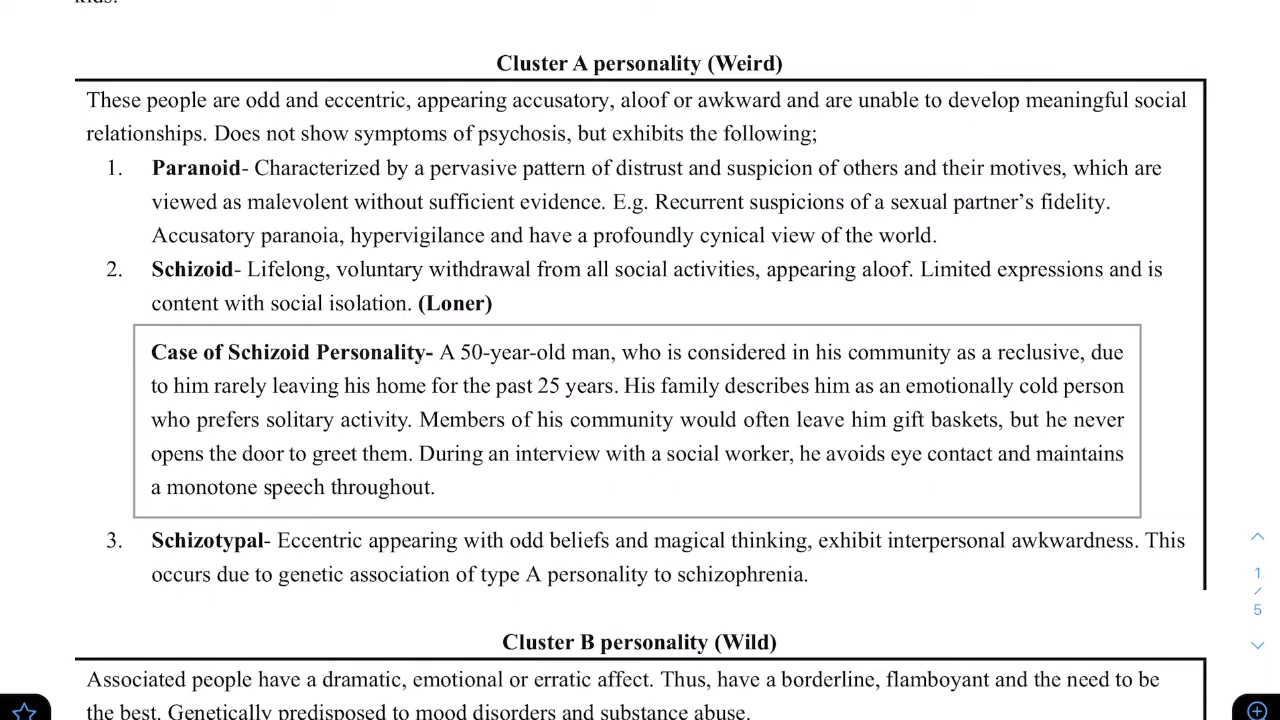 kids.
Cluster A personality (Weird)
These people are odd and eccentric, appearing accusatory, aloof or awkward and are unable to develop meaningful social
relationships. Does not show symptoms of psychosis, but exhibits the following;
1. Paranoid- Characterized by a pervasive pattern of distrust and suspicion of others and their motives, which are
viewed as malevolent without sufficient evidence. E.g. Recurrent suspicions of a sexual partner’s fidelity.
Accusatory paranoia, hypervigilance and have a profoundly cynical view of the world.
2. Schizoid- Lifelong, voluntary withdrawal from all social activities, appearing aloof. Limited expressions and is
content with social isolation. (Loner)
Case of Schizoid Personality- A 50-year-old man, who is considered in his community as a reclusive, due
to him rarely leaving his home for the past 25 years. His family describes him as an emotionally cold person
who prefers solitary activity. Members of his community would often leave him gift baskets, but he never
opens the door to greet them. During an interview with a social worker, he avoids eye contact and maintains
a monotone speech throughout.
3. Schizotypal- Eccentric appearing with odd beliefs and magical thinking, exhibit interpersonal awkwardness. This
occurs due to genetic association of type A personality to schizophrenia.
1
/
5
Cluster B personality (Wild)
Associated people have a dramatic, emotional or erratic affect. Thus, have a borderline, flamboyant and the need to be
the best. Genetically predisposed to mood disorders and substance abuse.